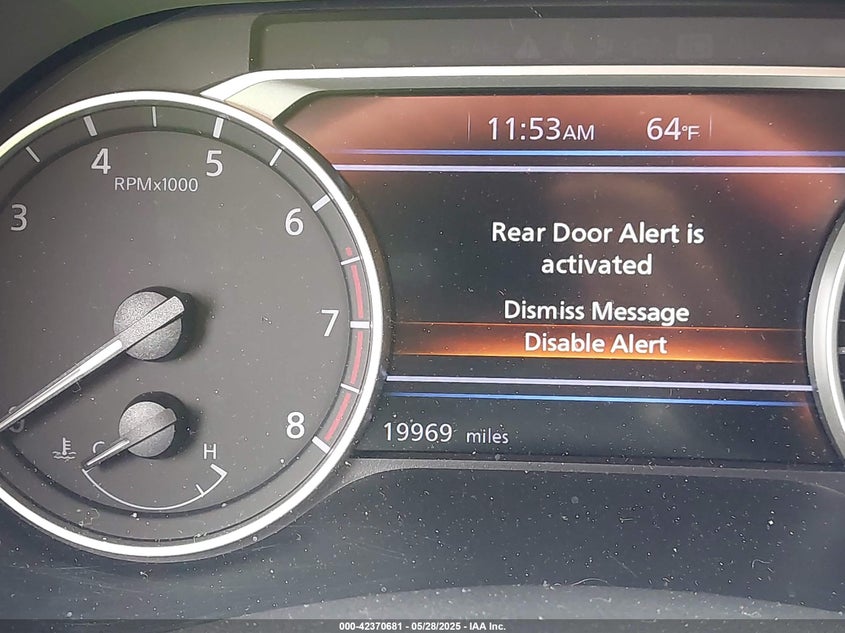 11:53AM 64°F
3 4 5 6 7 8
RPMx1000
Rear Door Alert is
activated
Dismiss Message
Disable Alert
19969 miles
C H
000-42370681 - 05/28/2025 - IAA Inc.